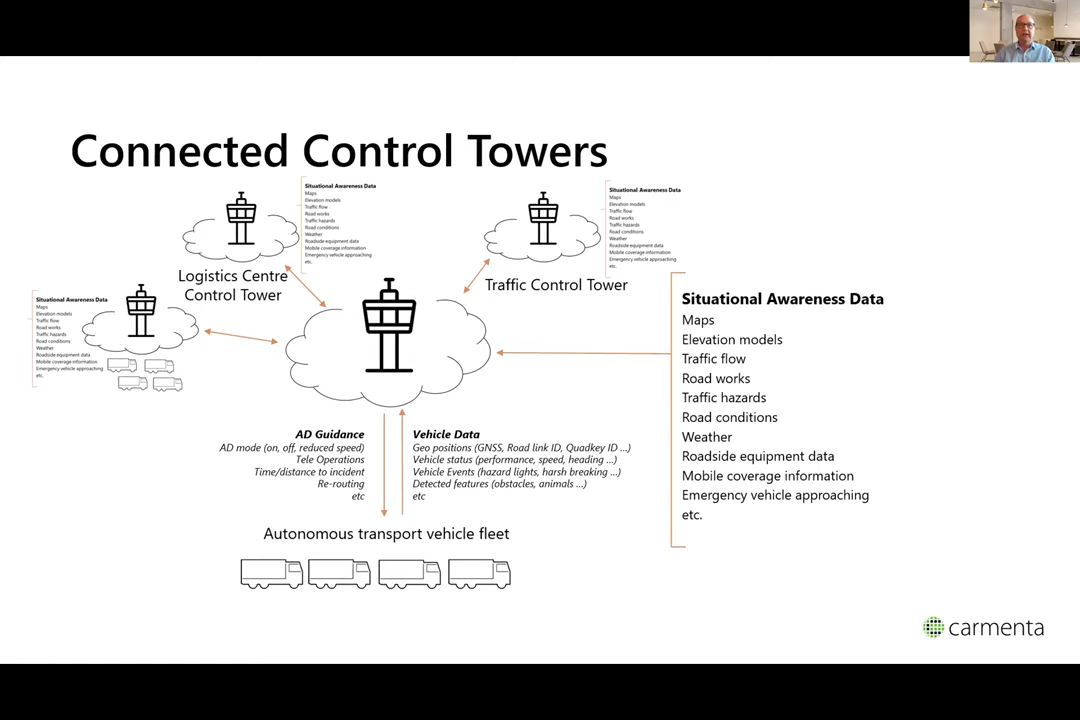 Connected Control Towers
Situational Awareness Data
Maps
Elevation models
Traffic flow
Road works
Traffic hazards
Road conditions
Weather
Roadside equipment data
Mobile coverage information
Emergency vehicle approaching
etc.
Logistics Centre
Control Tower
Situational Awareness Data
Maps
Elevation models
Traffic flow
Road works
Traffic hazards
Road conditions
Weather
Roadside equipment data
Mobile coverage information
Emergency vehicle approaching
etc.
Traffic Control Tower
Situational Awareness Data
Maps
Elevation models
Traffic flow
Road works
Traffic hazards
Road conditions
Weather
Roadside equipment data
Mobile coverage information
Emergency vehicle approaching
etc.
Situational Awareness Data
Maps
Elevation models
Traffic flow
Road works
Traffic hazards
Road conditions
Weather
Roadside equipment data
Mobile coverage information
Emergency vehicle approaching
etc.
AD Guidance
AD mode (on, off, reduced speed)
Tele Operations
Time/distance to incident
Re-routing
etc
Vehicle Data
Geo positions (GNSS, Road link ID, Quadkey ID ...)
Vehicle status (performance, speed, heading ...)
Vehicle Events (hazard lights, harsh breaking ...)
Detected features (obstacles, animals ...)
etc
Autonomous transport vehicle fleet
carmenta